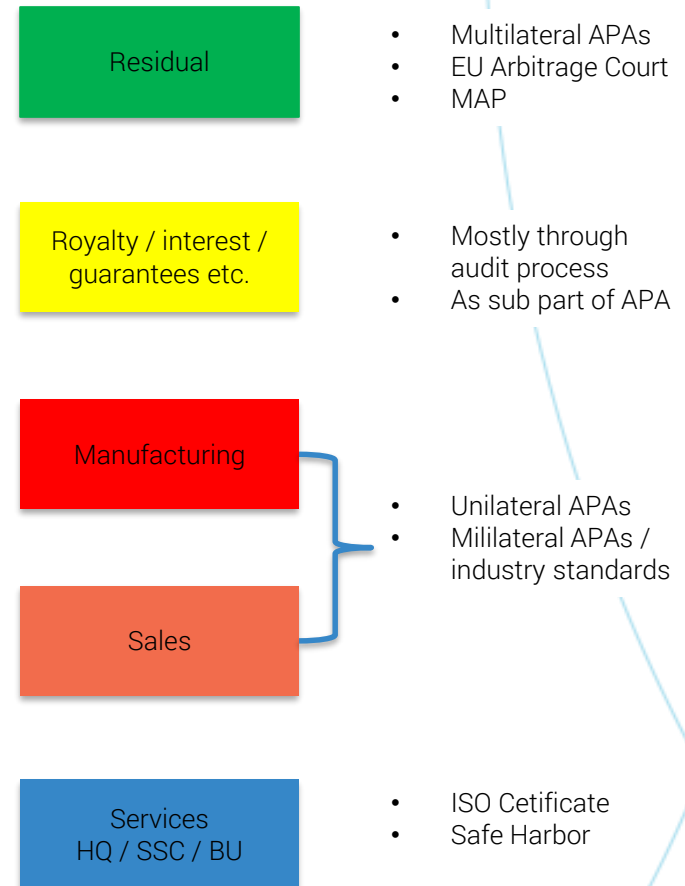 Residual
• Multilateral APAs
• EU Arbitrage Court
• MAP
Royalty / interest /
guarantees etc.
• Mostly through
audit process
• As sub part of APA
Manufacturing
Sales
• Unilateral APAs
• Mililateral APAs /
industry standards
Services
HQ / SSC / BU
• ISO Cetificate
• Safe Harbor